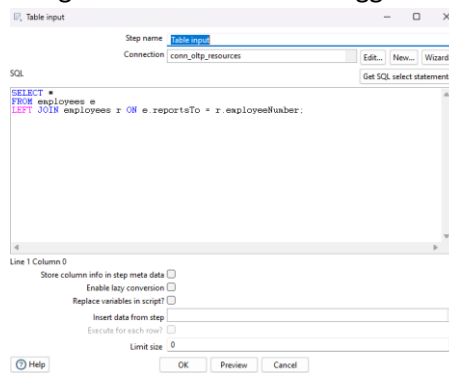 Table input
Step name Table input
Connection conn_oltp_resources Edit... New... Wizard
SQL Get SQL select statement
SELECT *
FROM employees e
LEFT JOIN employees r ON e.reportsTo = r.employeeNumber;
Line 1 Column 0
Store column info in step meta data
Enable lazy conversion
Replace variables in script?
Insert data from step
Execute for each row?
Limit size 0
Help OK Preview Cancel